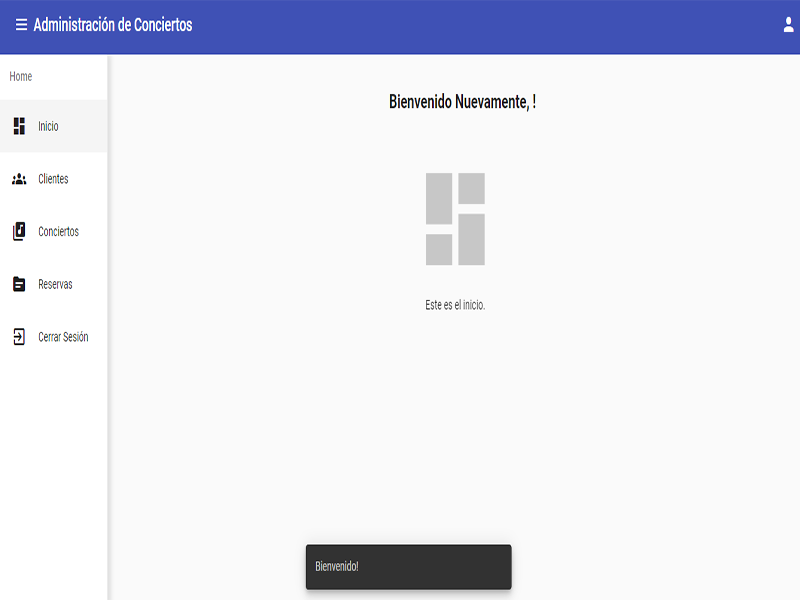 Administración de Conciertos
Home
Inicio
Clientes
Conciertos
Reservas
Cerrar Sesión
Bienvenido Nuevamente, !
Este es el inicio.
Bienvenido!